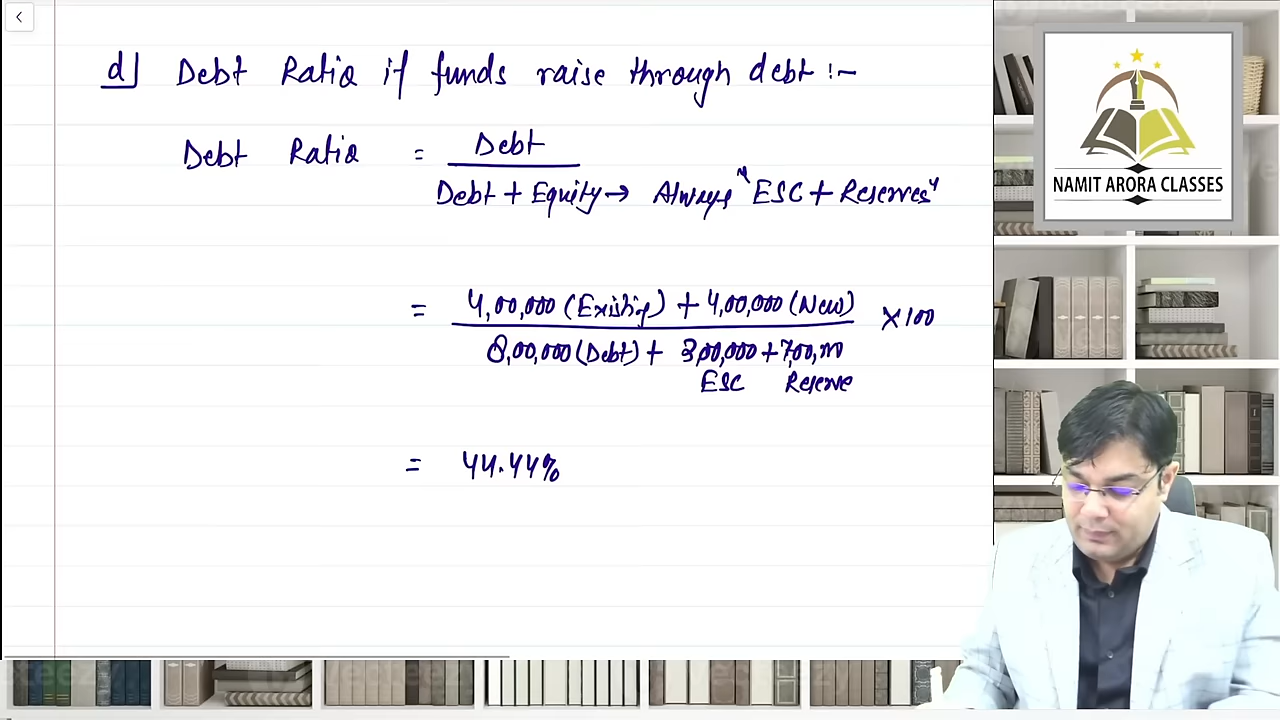 d] Debt Ratio if funds raise through debt :-
Debt Ratio = Debt
Debt + Equity → Always "ESC + Reserves"
= 4,00,000 (Existing) + 4,00,000 (New) × 100
8,00,000 (Debt) + 3,00,000 + 7,00,000
ESC Reserve
= 44.44%
NAMIT ARORA CLASSES